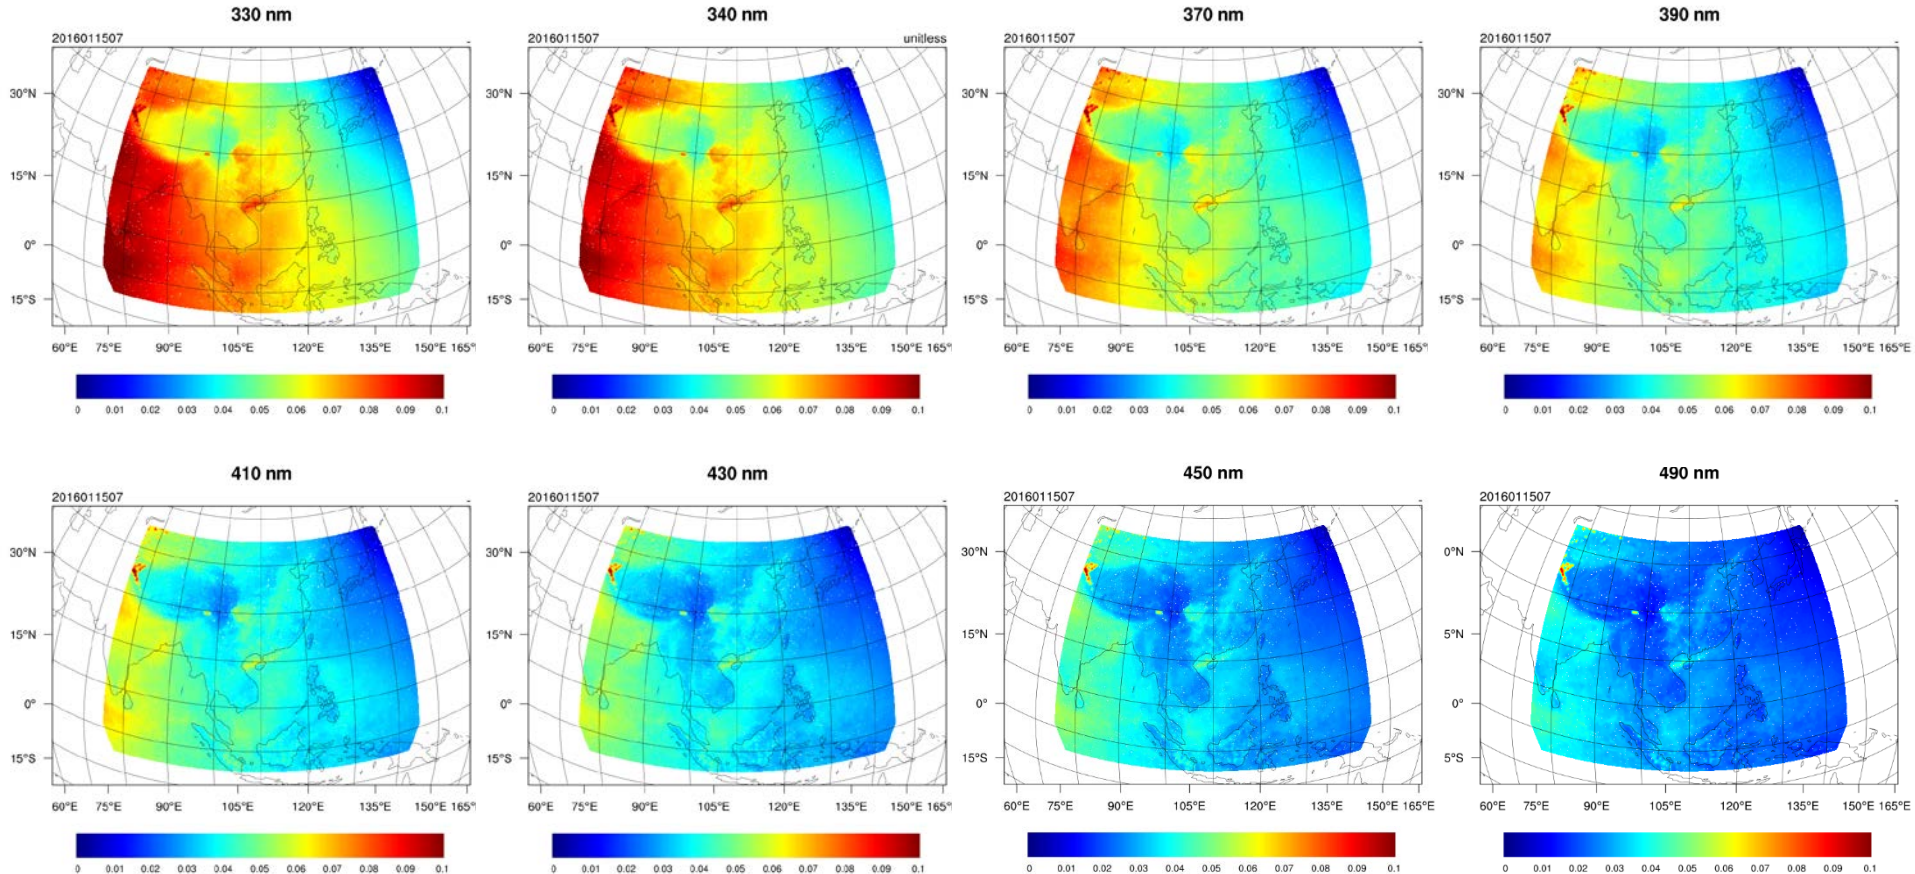 330 nm
2016011507
30°N
15°N
0°
15°S
60°E 75°E 90°E 105°E 120°E 135°E 150°E 165°
0 0.01 0.02 0.03 0.04 0.05 0.06 0.07 0.08 0.09 0.1
340 nm
2016011507 unitless
30°N
15°N
0°
15°S
60°E 75°E 90°E 105°E 120°E 135°E 150°E 165°
0 0.01 0.02 0.03 0.04 0.05 0.06 0.07 0.08 0.09 0.1
370 nm
2016011507
30°N
15°N
0°
15°S
60°E 75°E 90°E 105°E 120°E 135°E 150°E 165°
0 0.01 0.02 0.03 0.04 0.05 0.06 0.07 0.08 0.09 0.1
390 nm
2016011507
30°N
15°N
0°
15°S
60°E 75°E 90°E 105°E 120°E 135°E 150°E 165°E
0 0.01 0.02 0.03 0.04 0.05 0.06 0.07 0.08 0.09 0.1
410 nm
2016011507
30°N
15°N
0°
15°S
60°E 75°E 90°E 105°E 120°E 135°E 150°E 165°
0 0.01 0.02 0.03 0.04 0.05 0.06 0.07 0.08 0.09 0.1
430 nm
2016011507
30°N
15°N
0°
15°S
60°E 75°E 90°E 105°E 120°E 135°E 150°E 165°
0 0.01 0.02 0.03 0.04 0.05 0.06 0.07 0.08 0.09 0.1
450 nm
2016011507
30°N
15°N
0°
15°S
60°E 75°E 90°E 105°E 120°E 135°E 150°E 165°E
0 0.01 0.02 0.03 0.04 0.05 0.06 0.07 0.08 0.09 0.1
490 nm
2016011507
0°N
5°N
0°
5°S
60°E 75°E 90°E 105°E 120°E 135°E 150°E 165°E
0 0.01 0.02 0.03 0.04 0.05 0.06 0.07 0.08 0.09 0.1